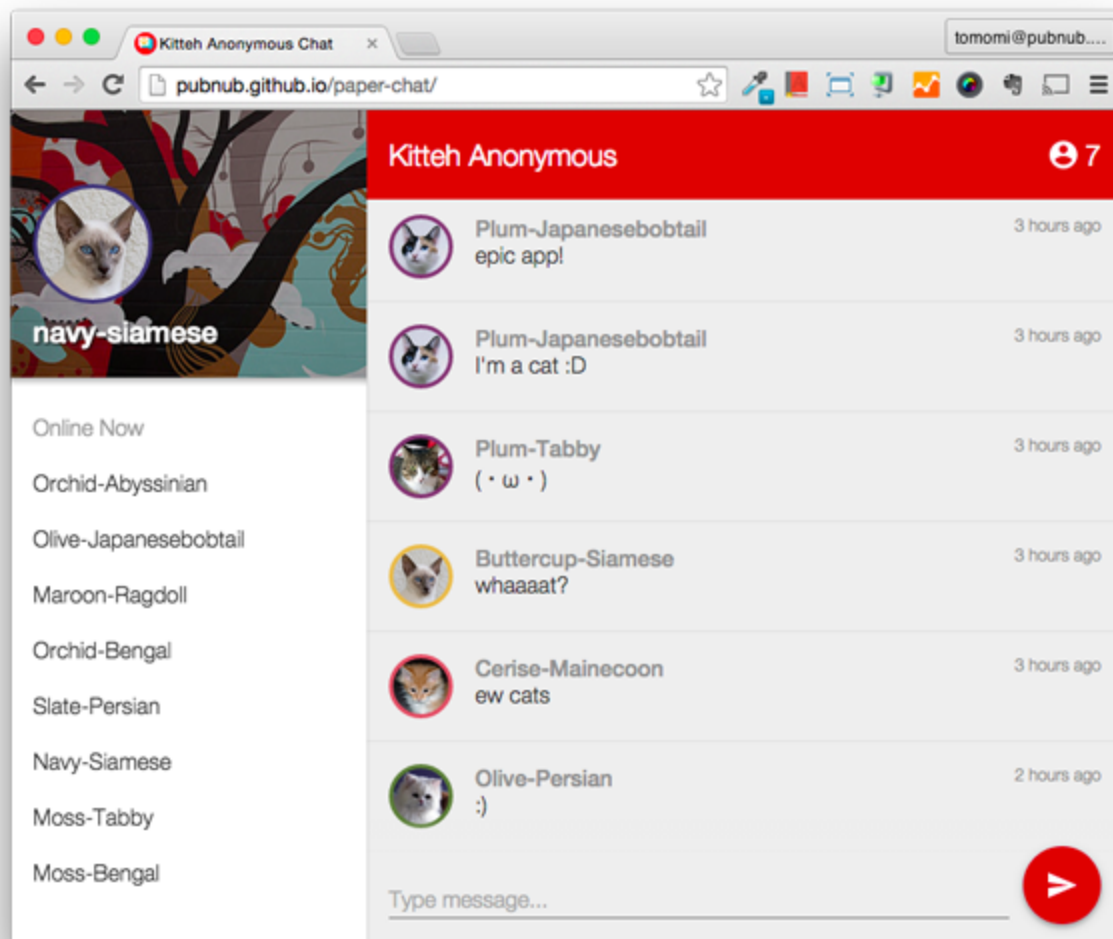 Kitteh Anonymous Chat
tomomi@pubnub....
pubnub.github.io/paper-chat/
navy-siamese
Online Now
Orchid-Abyssinian
Olive-Japanesebobtail
Maroon-Ragdoll
Orchid-Bengal
Slate-Persian
Navy-Siamese
Moss-Tabby
Moss-Bengal
Kitteh Anonymous 7
Plum-Japanesebobtail 3 hours ago
epic app!
Plum-Japanesebobtail 3 hours ago
I'm a cat :D
Plum-Tabby 3 hours ago
(・ω・)
Buttercup-Siamese 3 hours ago
whaaaat?
Cerise-Mainecoon 3 hours ago
ew cats
Olive-Persian 2 hours ago
:)
Type message...